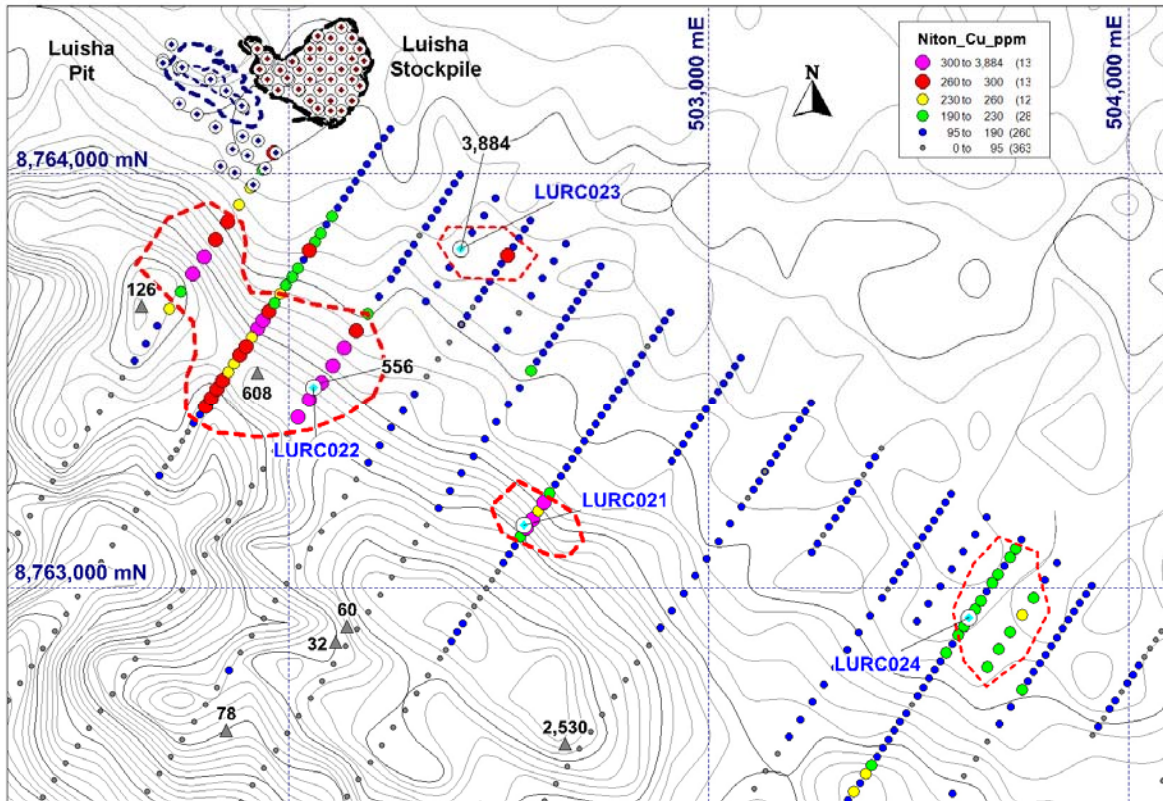 Luisha
Pit
Luisha
Stockpile
503,000 mE
504,000 mE
N
Niton_Cu_ppm
300 to 3,884 (13
260 to 300 (13
230 to 260 (12
190 to 230 (28
95 to 190 (260
0 to 95 (363
8,764,000 mN
3,884
LURC023
126
608
556
LURC022
LURC021
8,763,000 mN
60
32
LURC024
78
2,530